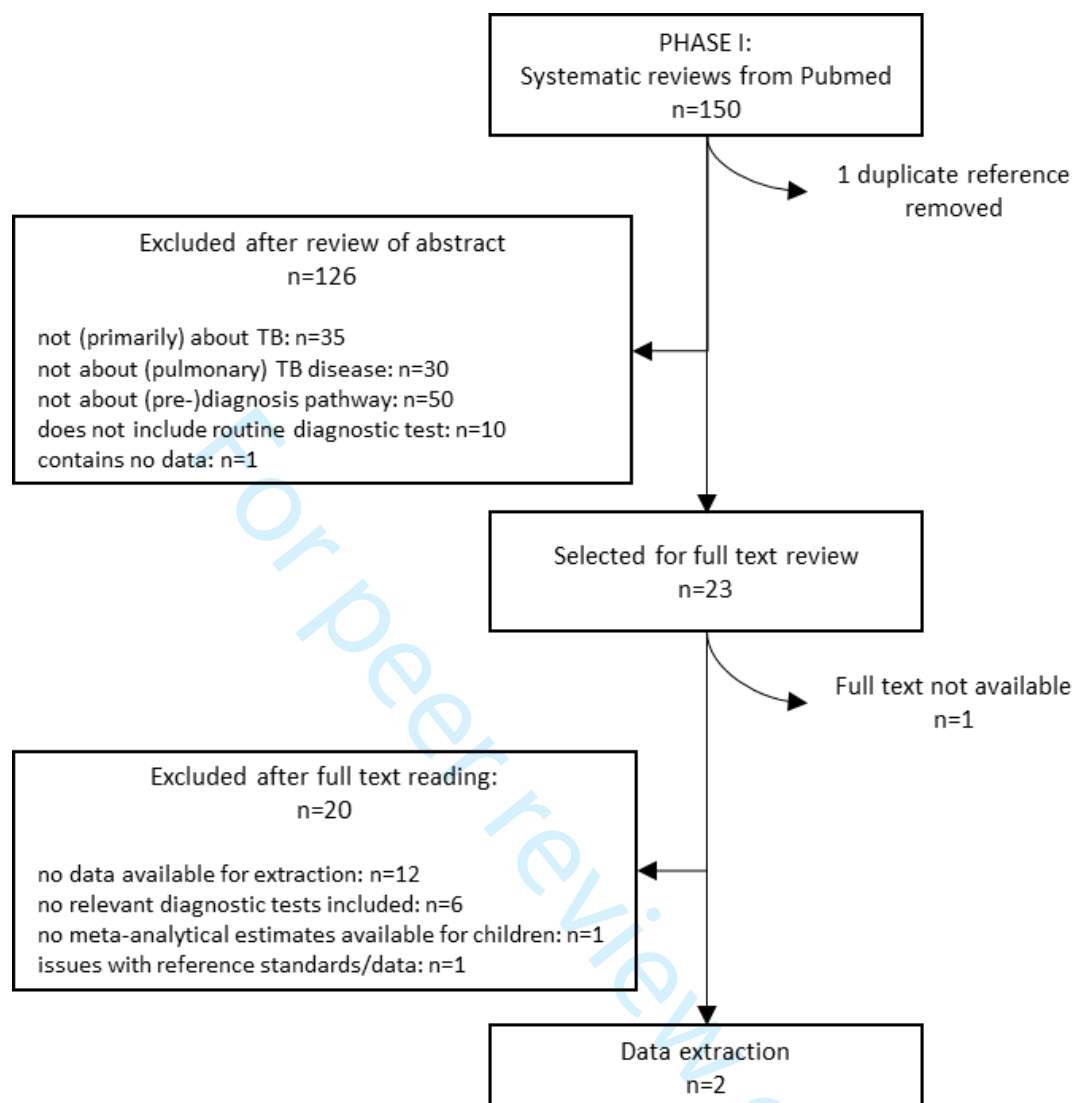 PHASE I:
Systematic reviews from Pubmed
n=150
1 duplicate reference
removed
Excluded after review of abstract
n=126
not (primarily) about TB: n=35
not about (pulmonary) TB disease: n=30
not about (pre-)diagnosis pathway: n=50
does not include routine diagnostic test: n=10
contains no data: n=1
Selected for full text review
n=23
Full text not available
n=1
Excluded after full text reading:
n=20
no data available for extraction: n=12
no relevant diagnostic tests included: n=6
no meta-analytical estimates available for children: n=1
issues with reference standards/data: n=1
Data extraction
n=2
For peer review